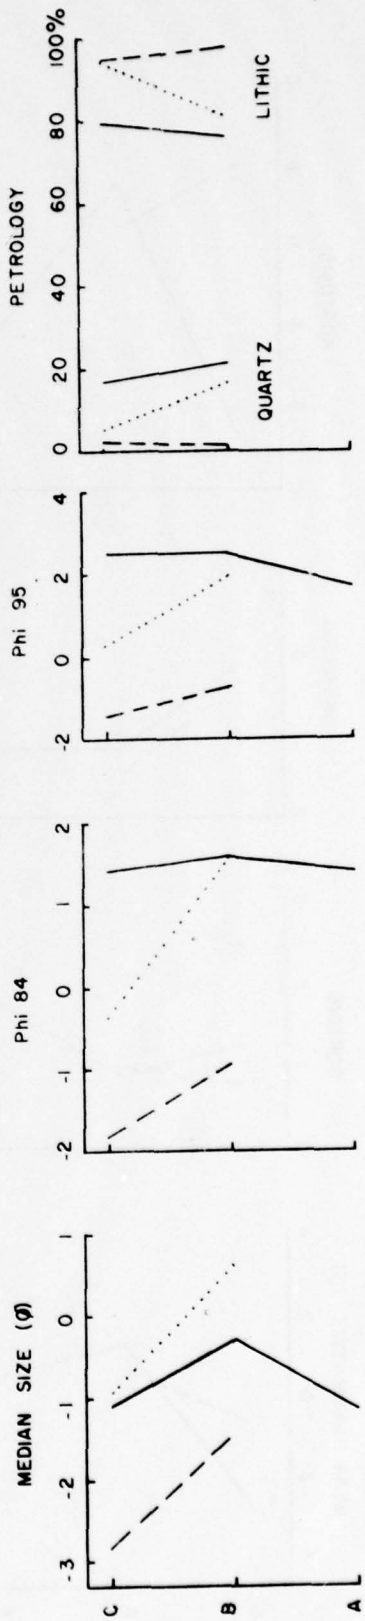 MEDIAN SIZE (Ø)
-3 -2 -1 0 1
C
B
A
Phi 84
-2 -1 0 1 2
Phi 95
-2 0 2 4
PETROLOGY
0 20 40 60 80 100%
QUARTZ
LITHIC